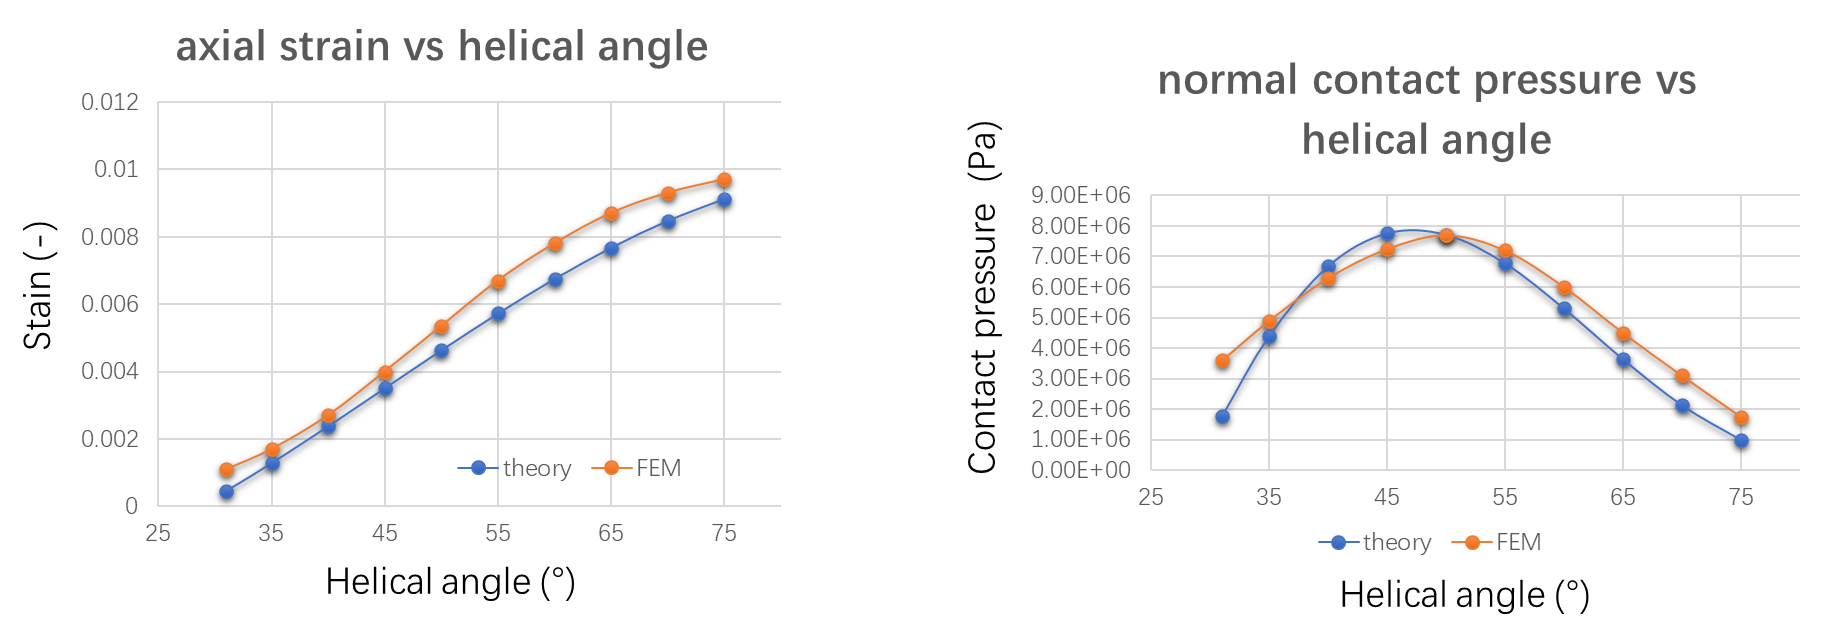 axial strain vs helical angle
0.012
0.01
0.008
0.006
0.004
0.002
0
Stain (-)
theory
FEM
25 35 45 55 65 75
Helical angle (°)
normal contact pressure vs
helical angle
Contact pressure (Pa)
9.00E+06
8.00E+06
7.00E+06
6.00E+06
5.00E+06
4.00E+06
3.00E+06
2.00E+06
1.00E+06
0.00E+00
25 35 45 55 65 75
theory
FEM
Helical angle (°)